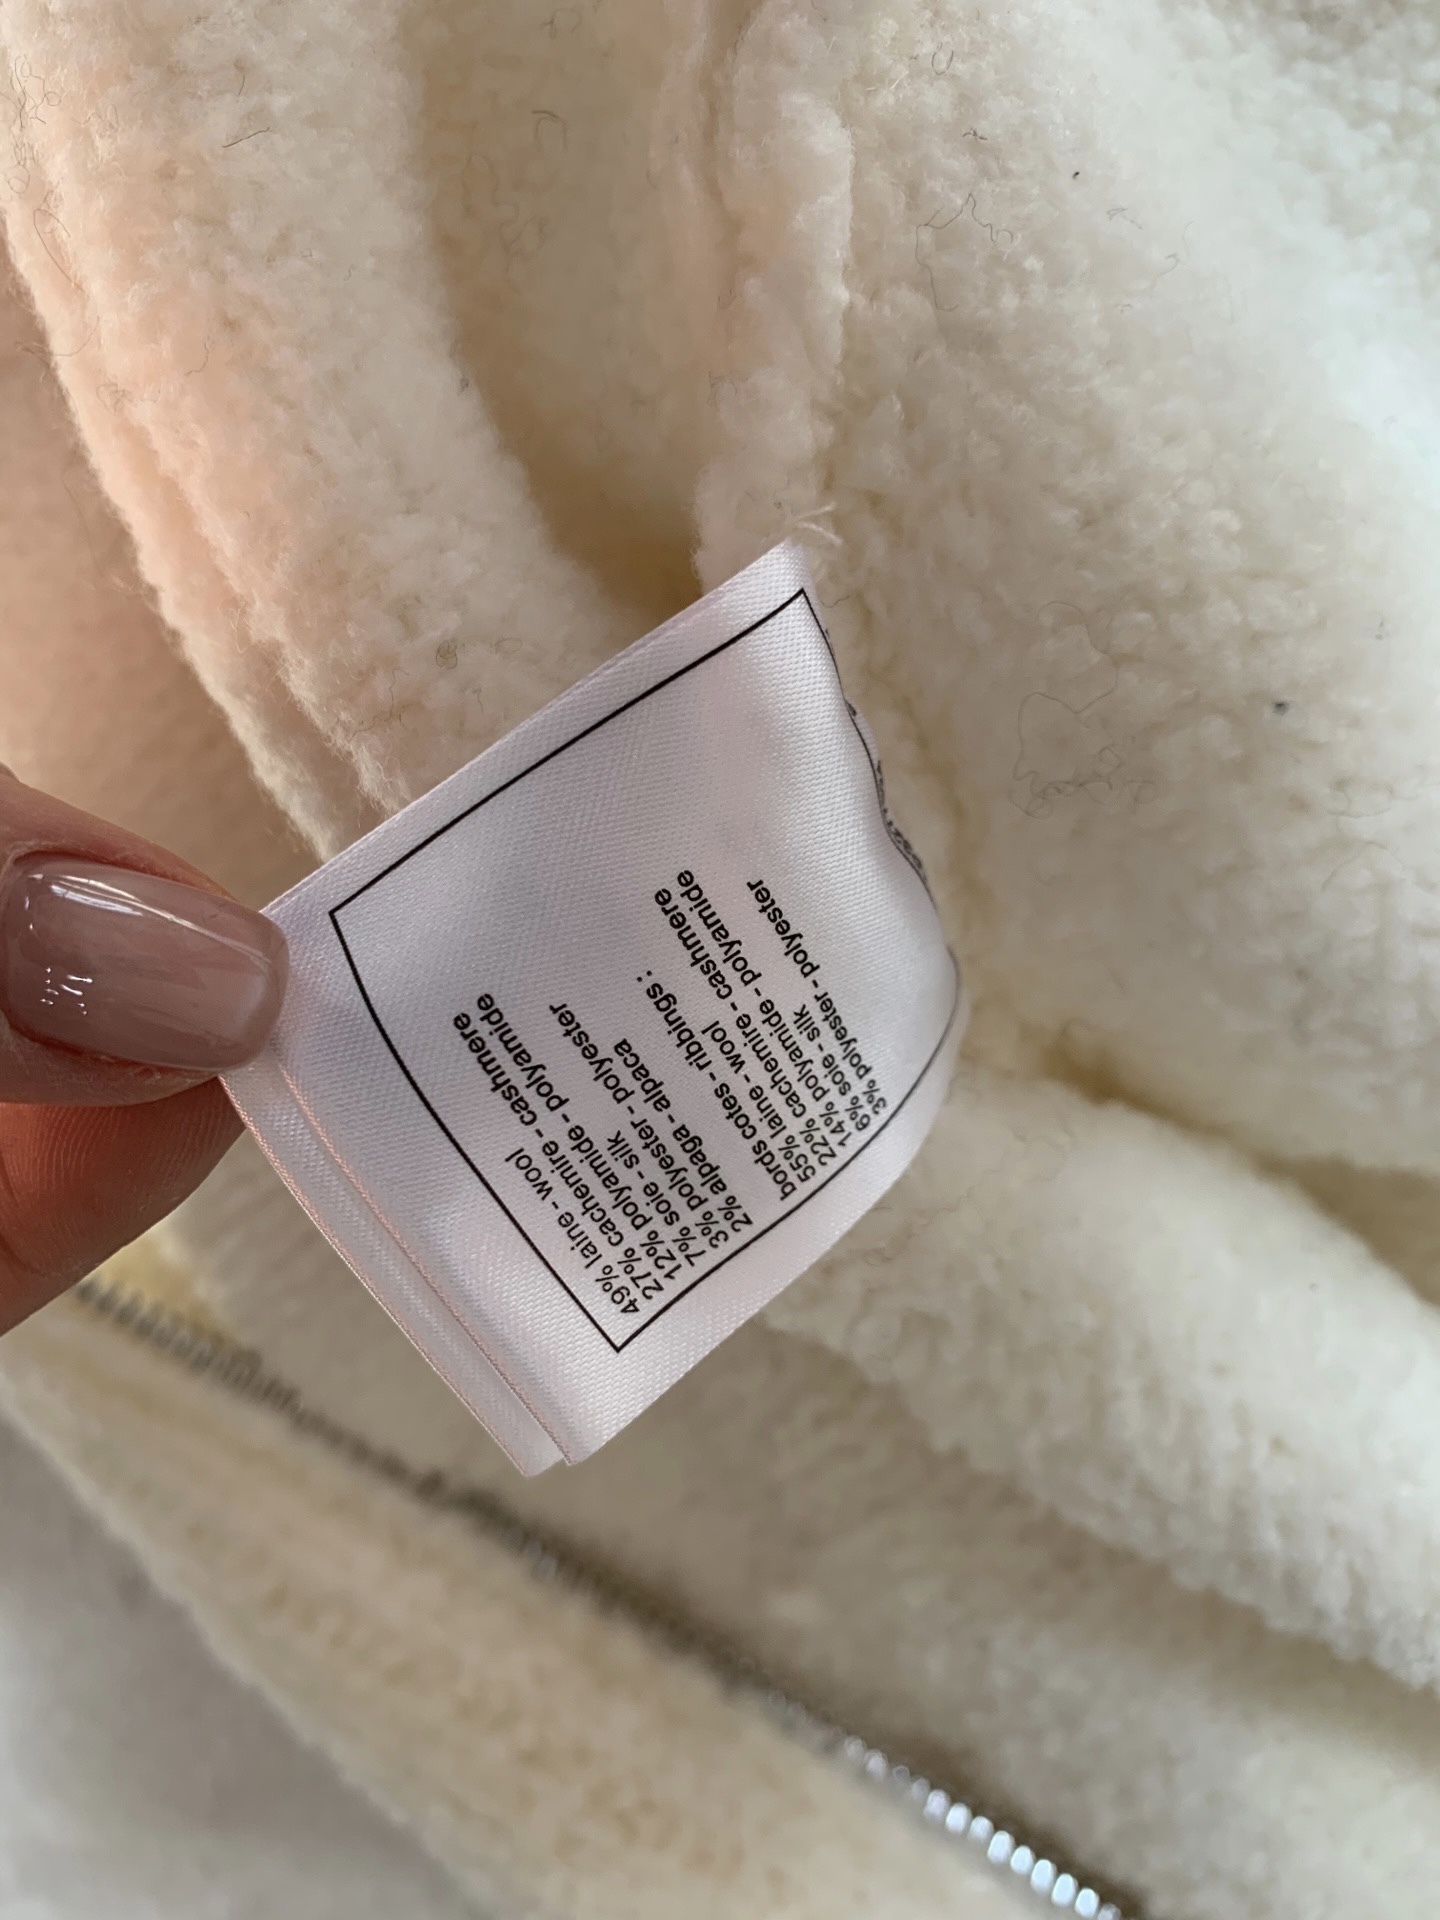 49% laine - wool
27% cachemire - cashmere
12% polyamide - polyamide
7% soie - silk
3% polyester - polyester
2% alpaga - alpaca
bords cotes - ribbings :
55% laine - wool
22% cachemire - cashmere
14% polyamide - polyamide
6% soie - silk
3% polyester - polyester